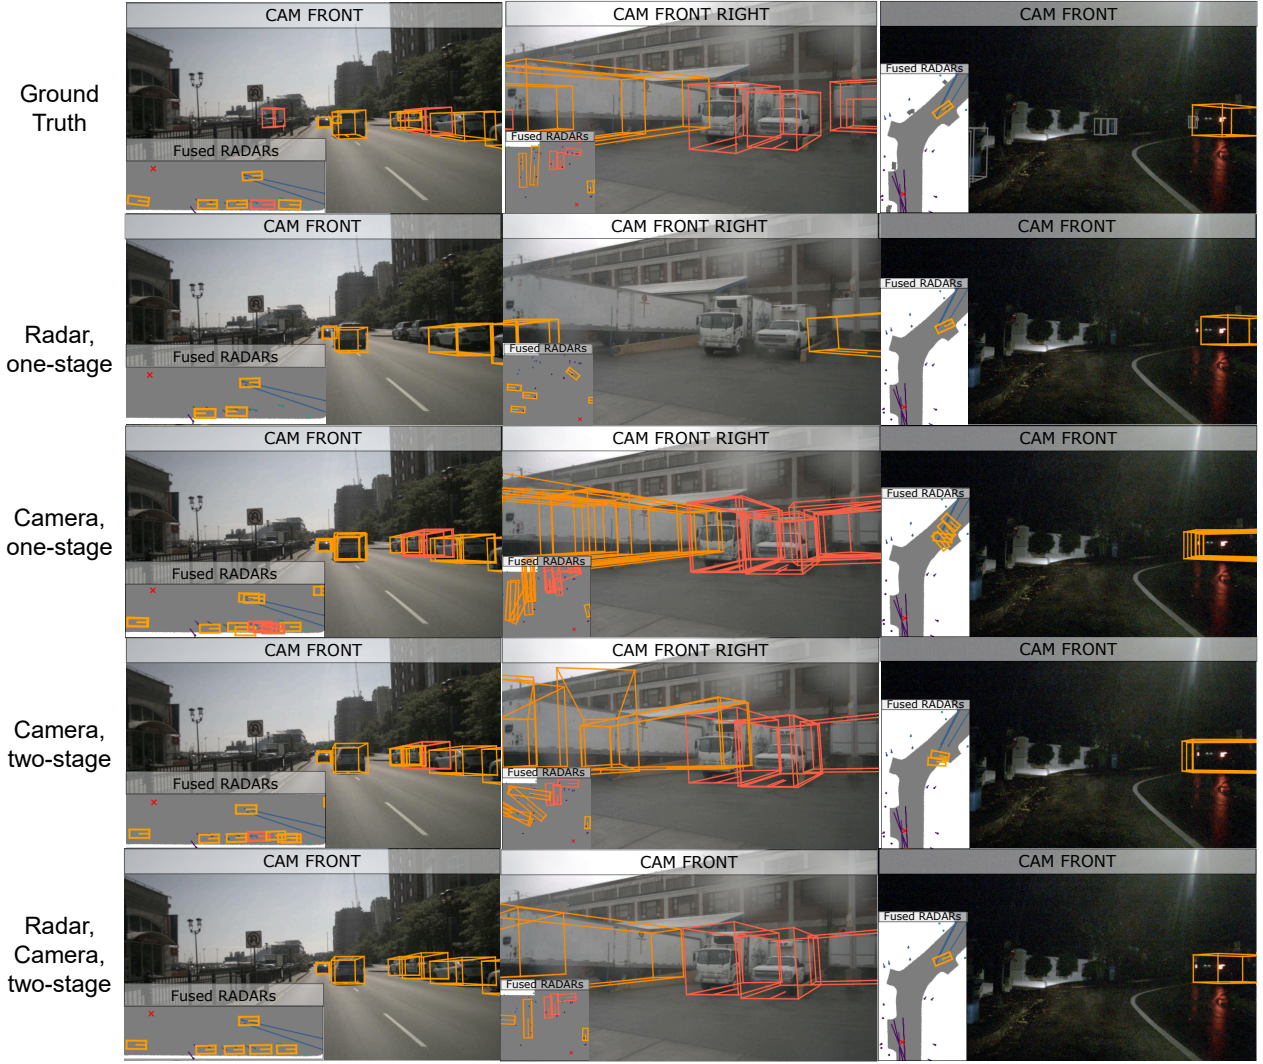 CAM FRONT
CAM FRONT RIGHT
CAM FRONT
Ground
Truth
Fused RADARs
Fused RADARs
Fused RADARs
CAM FRONT
CAM FRONT RIGHT
CAM FRONT
Radar,
one-stage
Fused RADARs
Fused RADARs
Fused RADARs
CAM FRONT
CAM FRONT RIGHT
CAM FRONT
Camera,
one-stage
Fused RADARs
Fused RADARs
Fused RADARs
CAM FRONT
CAM FRONT RIGHT
CAM FRONT
Camera,
two-stage
Fused RADARs
Fused RADARs
Fused RADARs
CAM FRONT
CAM FRONT
CAM FRONT
Radar,
Camera,
two-stage
Fused RADARs
Fused RADARs
Fused RADARs